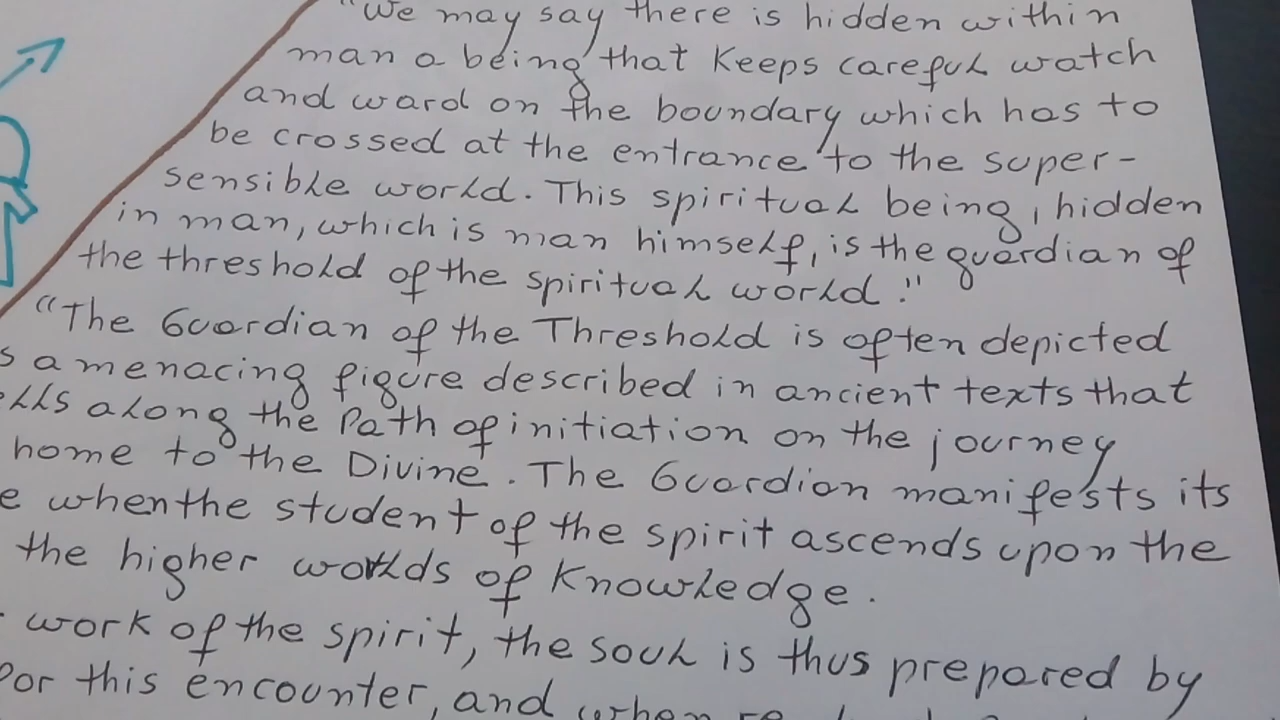 "We may say there is hidden within
man a being that keeps careful watch
and ward on the boundary which has to
be crossed at the entrance to the super-
sensible world. This spiritual being, hidden
in man, which is man himself, is the guardian of
the threshold of the spiritual world."
"The Guardian of the Threshold is often depicted
s a menacing figure described in ancient texts that
lls along the Path of initiation on the journey
home to the Divine. The Guardian manifests its
e when the student of the spirit ascends upon the
the higher worlds of Knowledge.
work of the spirit, the soul is thus prepared by
for this encounter, and when